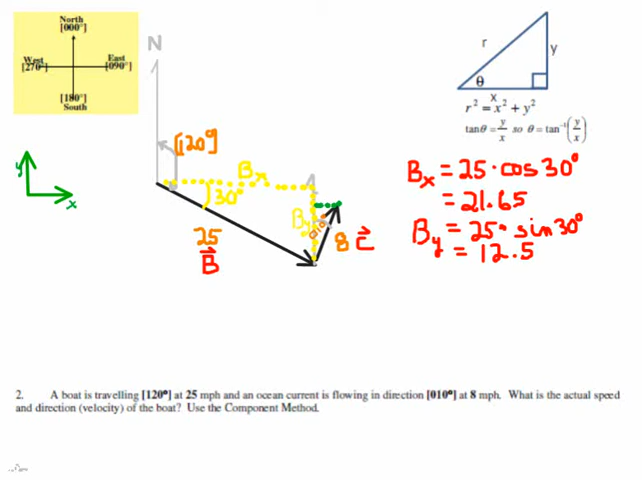 North
[000°]
West
[270°]
East
[090°]
[180°]
South
N
[120°]
Bx
30°
By
010
25
B
8 C
y
x
r
y
θ
x
r² = x² + y²
tanθ = y/x so θ = tan⁻¹(y/x)
Bx = 25 · cos 30°
= 21.65
By = 25 · sin 30°
= 12.5
2. A boat is travelling [120°] at 25 mph and an ocean current is flowing in direction [010°] at 8 mph. What is the actual speed
and direction (velocity) of the boat? Use the Component Method.